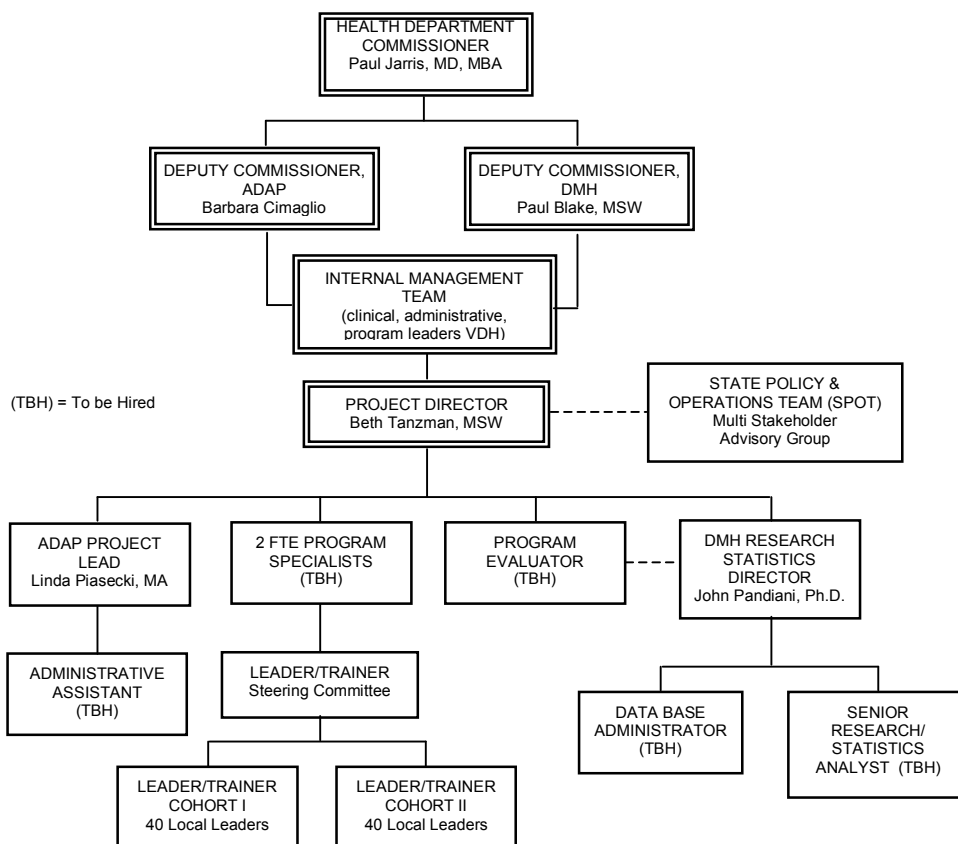 HEALTH DEPARTMENT
COMMISSIONER
Paul Jarris, MD, MBA
DEPUTY COMMISSIONER,
ADAP
Barbara Cimaglio
DEPUTY COMMISSIONER,
DMH
Paul Blake, MSW
INTERNAL MANAGEMENT
TEAM
(clinical, administrative,
program leaders VDH)
(TBH) = To be Hired
PROJECT DIRECTOR
Beth Tanzman, MSW
STATE POLICY &
OPERATIONS TEAM (SPOT)
Multi Stakeholder
Advisory Group
ADAP PROJECT
LEAD
Linda Piasecki, MA
2 FTE PROGRAM
SPECIALISTS
(TBH)
PROGRAM
EVALUATOR
(TBH)
DMH RESEARCH
STATISTICS
DIRECTOR
John Pandiani, Ph.D.
ADMINISTRATIVE
ASSISTANT
(TBH)
LEADER/TRAINER
Steering Committee
DATA BASE
ADMINISTRATOR
(TBH)
SENIOR
RESEARCH/
STATISTICS
ANALYST (TBH)
LEADER/TRAINER
COHORT I
40 Local Leaders
LEADER/TRAINER
COHORT II
40 Local Leaders